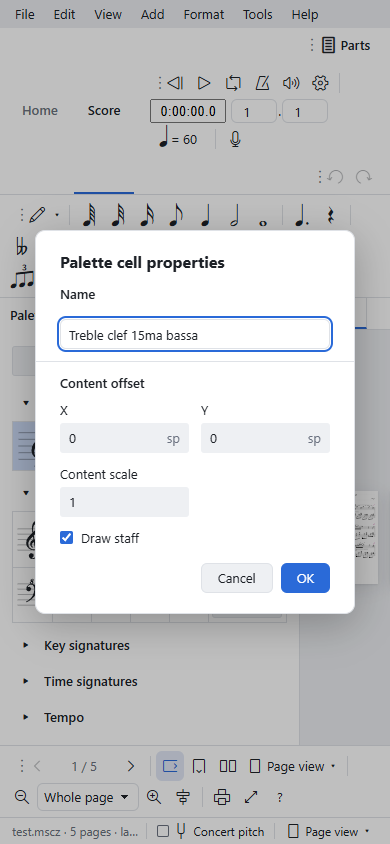 File Edit View Add Format Tools Help
Parts
Home Score 0:00:00.0 1 . 1
= 60
3
Palette cell properties
Name
Treble clef 15ma bassa
Content offset
X Y
0 sp 0 sp
Content scale
1
Draw staff
Cancel OK
Key signatures
Time signatures
Tempo
1 / 5 Page view
Whole page ?
test.mscz · 5 pages · la... Concert pitch Page view